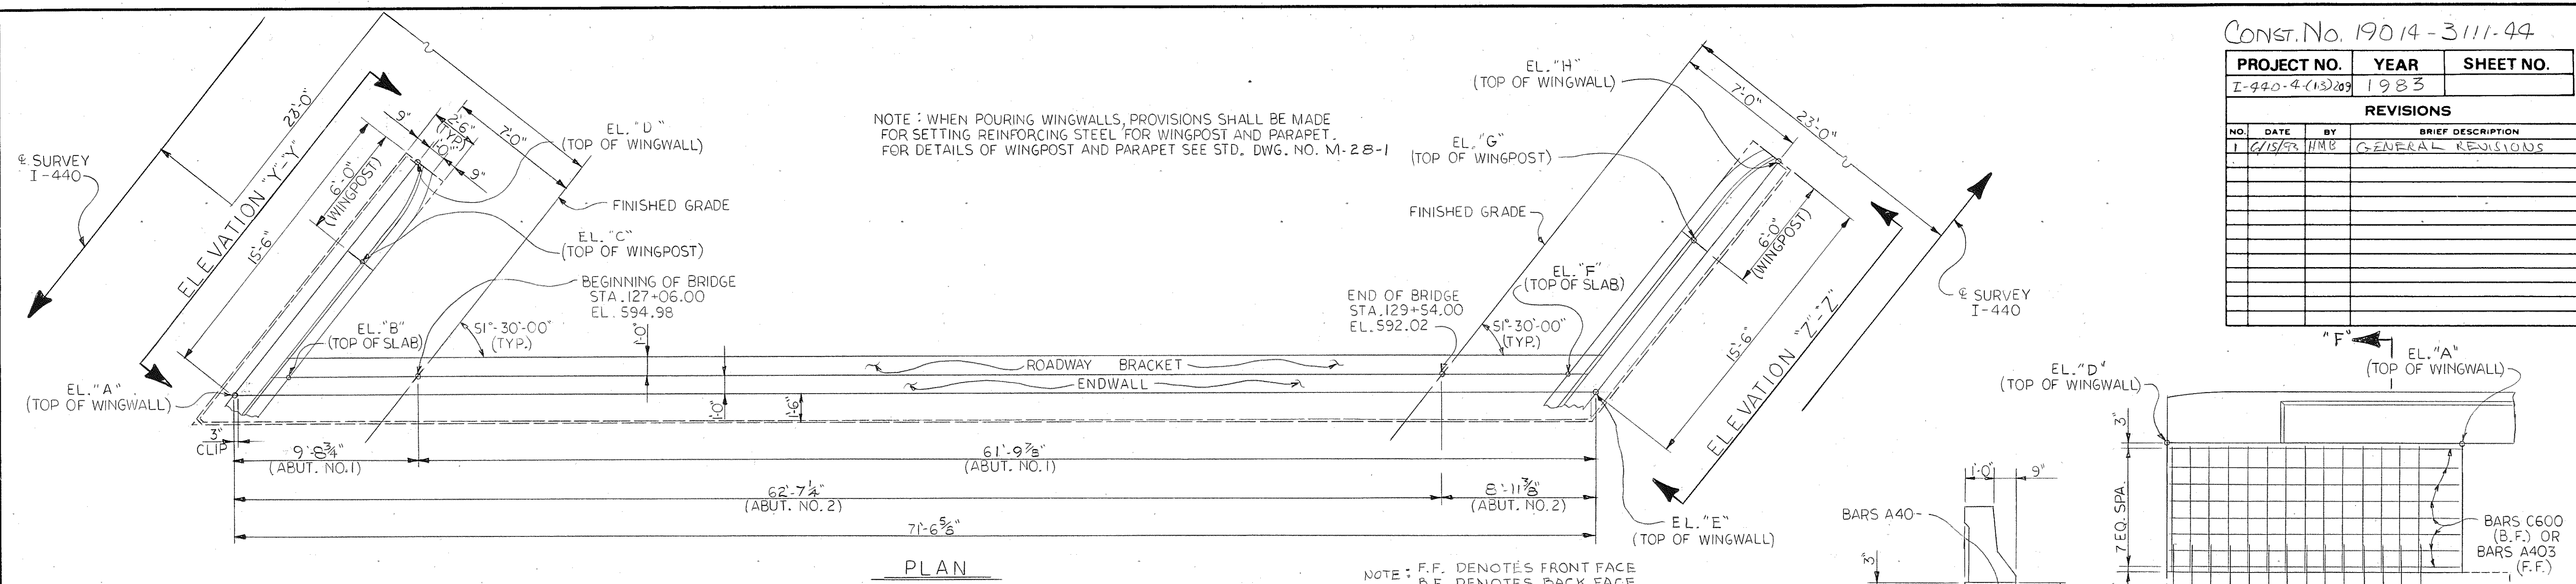 CONST. NO. 19014-3111-44
PROJECT NO.
YEAR
SHEET NO.
I-440-4-(113)209
1983
REVISIONS
NO.
DATE
BY
BRIEF DESCRIPTION
1
6/15/93
HMB
GENERAL REVISIONS
23'-0"
9"
2'-6"
(TYP.)
7'-0"
EL. "D"
(TOP OF WINGWALL)
9"
₵ SURVEY
I-440
ELEVATION "Y"-"Y"
6'-0"
(WINGPOST)
15'-6"
FINISHED GRADE
EL. "C"
(TOP OF WINGPOST)
BEGINNING OF BRIDGE
STA. 127+06.00
EL. 594.98
EL. "B"
(TOP OF SLAB)
51°-30'-00"
(TYP.)
1'-0"
EL. "A"
(TOP OF WINGWALL)
3"
CLIP
NOTE: WHEN POURING WINGWALLS, PROVISIONS SHALL BE MADE
FOR SETTING REINFORCING STEEL FOR WINGPOST AND PARAPET.
FOR DETAILS OF WINGPOST AND PARAPET SEE STD. DWG. NO. M-28-1
EL. "H"
(TOP OF WINGWALL)
7'-0"
23'-0"
EL. "G"
(TOP OF WINGPOST)
FINISHED GRADE
6'-0"
(WINGPOST)
EL. "F"
(TOP OF SLAB)
END OF BRIDGE
STA. 129+54.00
EL. 592.02
51°-30'-00"
(TYP.)
15'-6"
ELEVATION "Z"-"Z"
₵ SURVEY
I-440
ROADWAY BRACKET
ENDWALL
1'-0"
1'-6"
9'-8¾"
(ABUT. NO. 1)
61'-9⅞"
(ABUT. NO. 1)
62'-7¼"
(ABUT. NO. 2)
8'-11⅜"
(ABUT. NO. 2)
71'-6⅝"
EL. "E"
(TOP OF WINGWALL)
PLAN
NOTE: F.F. DENOTES FRONT FACE
B.F. DENOTES BACK FACE
"F"
EL. "A"
(TOP OF WINGWALL)
EL. "D"
(TOP OF WINGWALL)
3"
7 EQ. SPA.
1'-0"
9"
BARS A40-
3"
BARS C600
(B.F.) OR
BARS A403
(F.F.)